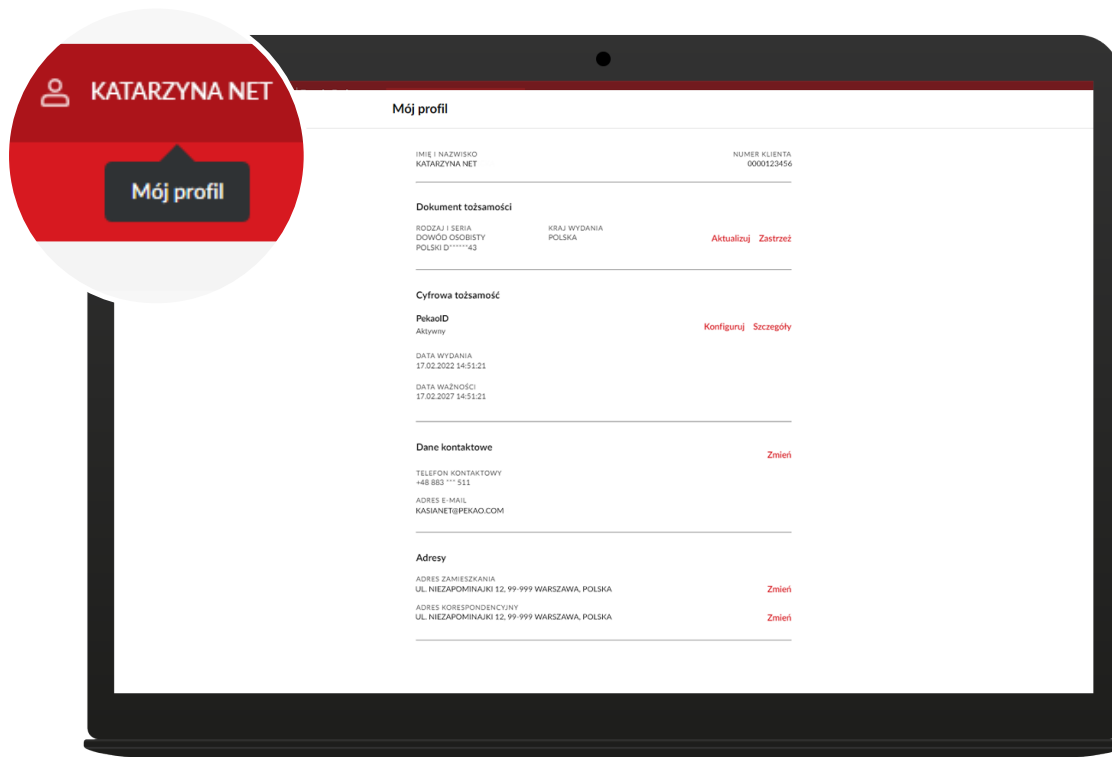 KATARZYNA NET
Mój profil
Mój profil
IMIĘ I NAZWISKO
KATARZYNA NET
NUMER KLIENTA
0000123456
Dokument tożsamości
RODZAJ I SERIA
DOWÓD OSOBISTY
POLSKI D******43
KRAJ WYDANIA
POLSKA
Aktualizuj Zastrzeż
Cyfrowa tożsamość
PekaoID
Aktywny
Konfiguruj Szczegóły
DATA WYDANIA
17.02.2022 14:51:21
DATA WAŻNOŚCI
17.02.2027 14:51:21
Dane kontaktowe
Zmień
TELEFON KONTAKTOWY
+48 883 *** 511
ADRES E-MAIL
KASIANET@PEKAO.COM
Adresy
ADRES ZAMIESZKANIA
UL. NIEZAPOMINAJKI 12, 99-999 WARSZAWA, POLSKA
Zmień
ADRES KORESPONDENCYJNY
UL. NIEZAPOMINAJKI 12, 99-999 WARSZAWA, POLSKA
Zmień